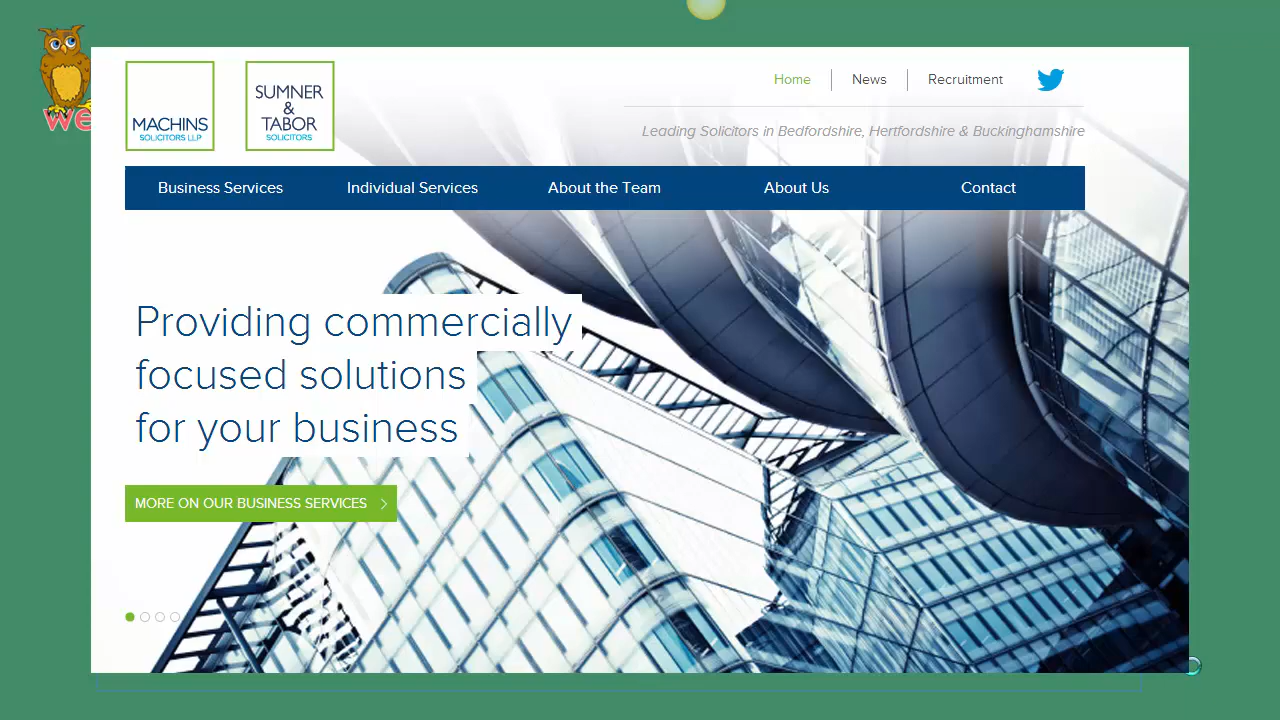 we
MACHINS
SOLICITORS LLP
SUMNER
&
TABOR
SOLICITORS
Home
News
Recruitment
Leading Solicitors in Bedfordshire, Hertfordshire & Buckinghamshire
Business Services
Individual Services
About the Team
About Us
Contact
Providing commercially
focused solutions
for your business
MORE ON OUR BUSINESS SERVICES